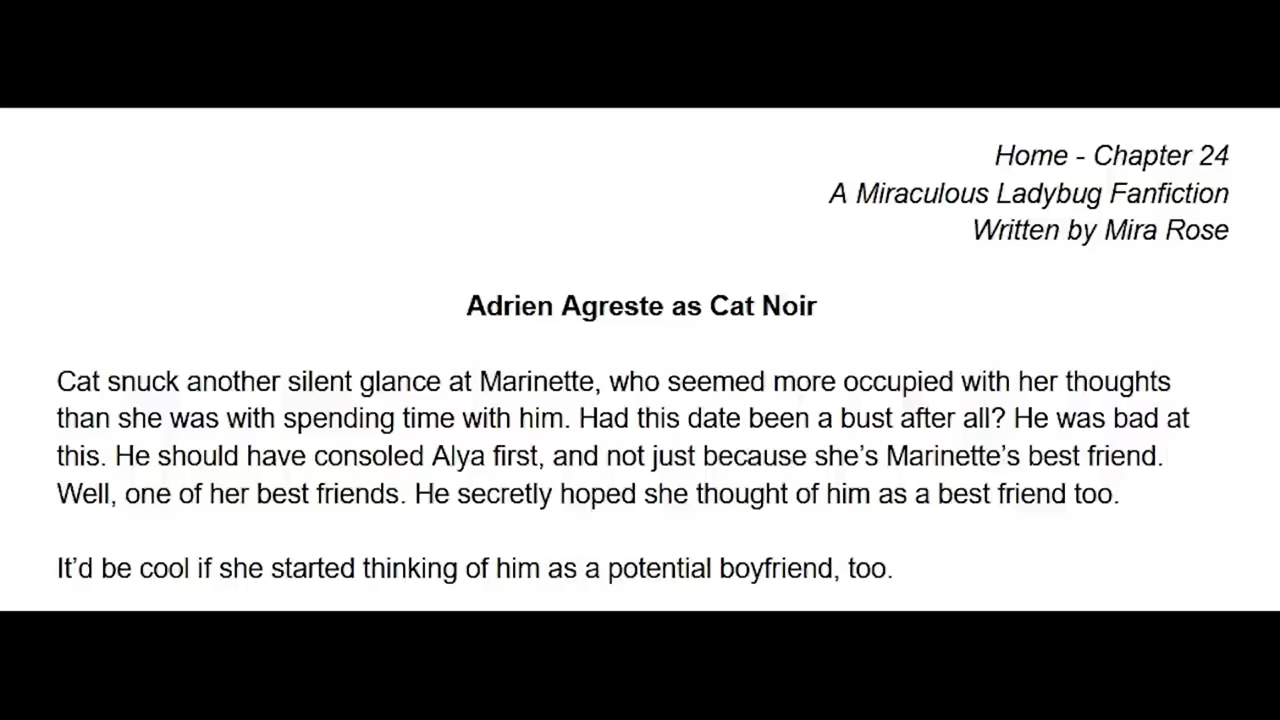 Home - Chapter 24
A Miraculous Ladybug Fanfiction
Written by Mira Rose
Adrien Agreste as Cat Noir
Cat snuck another silent glance at Marinette, who seemed more occupied with her thoughts
than she was with spending time with him. Had this date been a bust after all? He was bad at
this. He should have consoled Alya first, and not just because she’s Marinette’s best friend.
Well, one of her best friends. He secretly hoped she thought of him as a best friend too.
It’d be cool if she started thinking of him as a potential boyfriend, too.